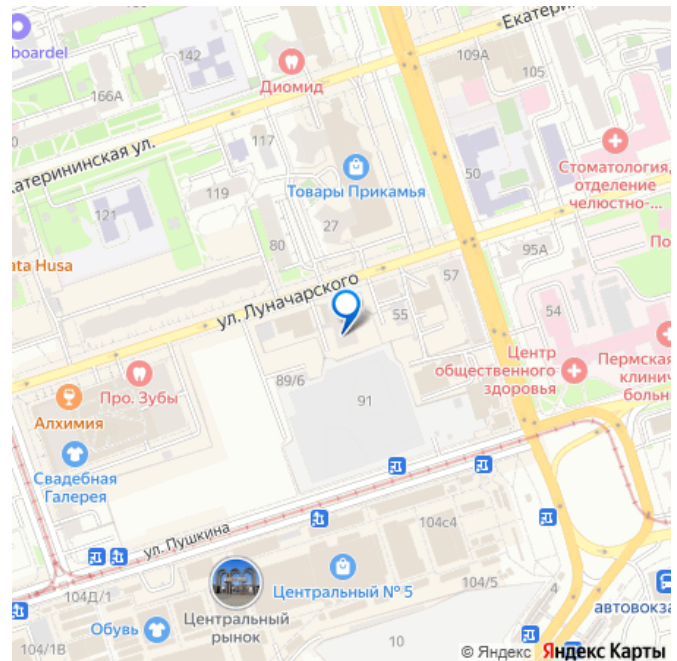 Екатерин
boardel
142
109А
105
Диомид
166А
117
Екатерининская ул.
Стоматология,
отделение
челюстно-...
50
Товары Прикамья
119
121
27
По
80
95А
ata Husa
57
ул. Луначарского
55
54
Центр
общественного
здоровья
Пермская
клинич
больн
89/6
Про. Зубы
91
Алхимия
Свадебная
Галерея
104с4
ул. Пушкина
104Д/1
Центральный № 5
104/5
4
автовокза
Обувь
Центральный
рынок
104/1В
10
© Яндекс Яндекс Карты